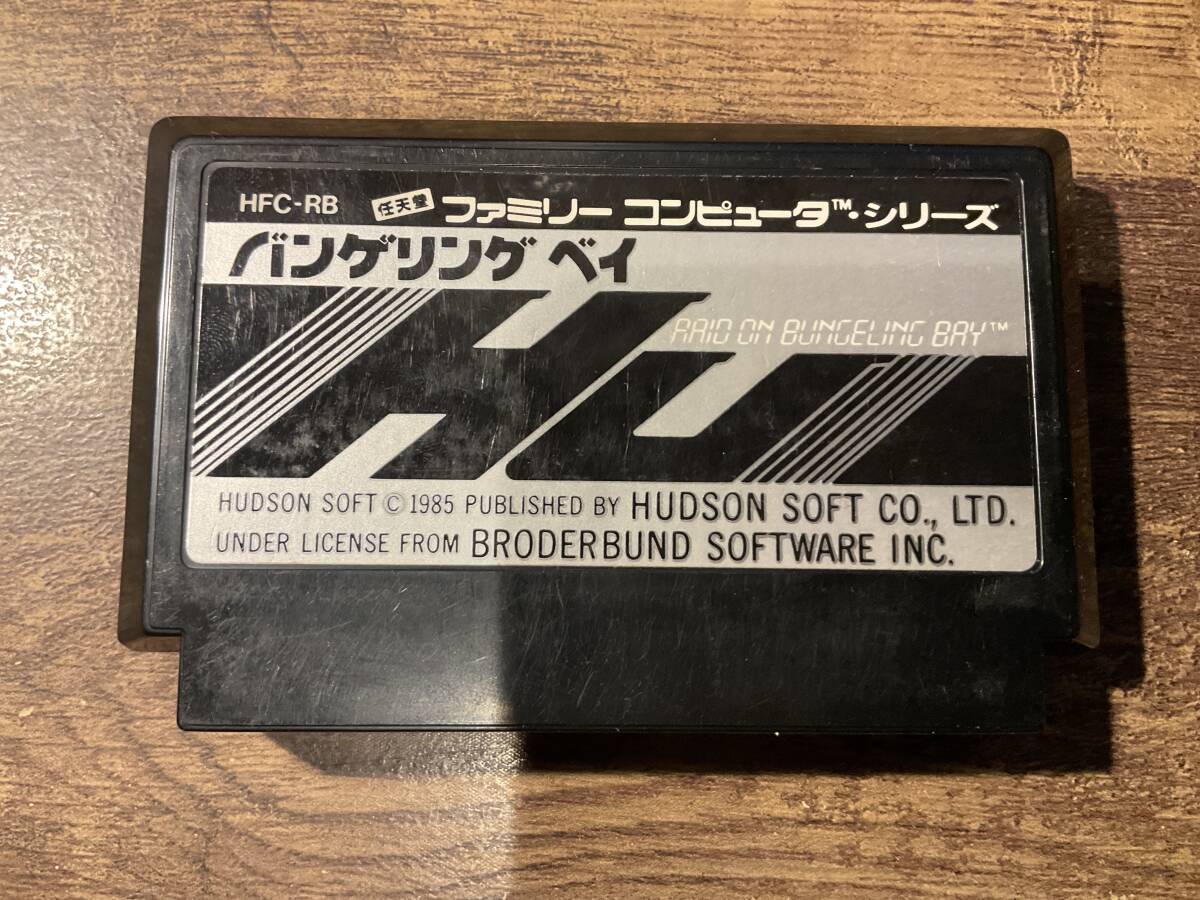 HFC-RB 任天堂 ファミリー コンピュータ™・シリーズ
バンゲリング ベイ
RAID ON BUNGELING BAY™
HUDSON SOFT © 1985 PUBLISHED BY HUDSON SOFT CO., LTD.
UNDER LICENSE FROM BRODERBUND SOFTWARE INC.